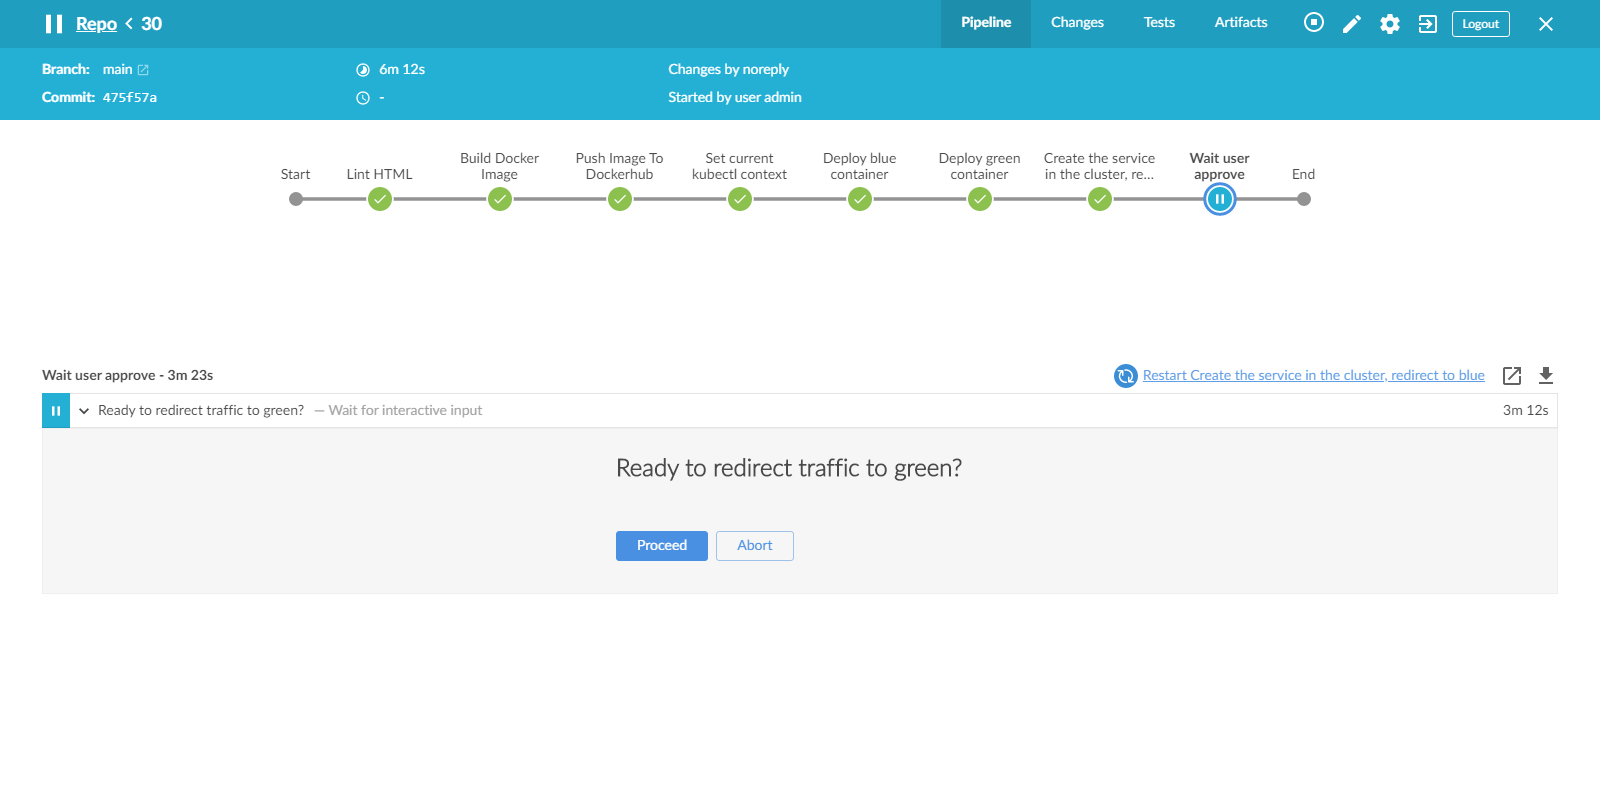 Repo < 30
Pipeline
Changes
Tests
Artifacts
Logout
Branch: main
6m 12s
Changes by noreply
Commit: 475f57a
-
Started by user admin
Start
Lint HTML
Build Docker
Image
Push Image To
Dockerhub
Set current
kubectl context
Deploy blue
container
Deploy green
container
Create the service
in the cluster, re...
Wait user
approve
End
Wait user approve - 3m 23s
Restart Create the service in the cluster, redirect to blue
Ready to redirect traffic to green? — Wait for interactive input
3m 12s
Ready to redirect traffic to green?
Proceed
Abort